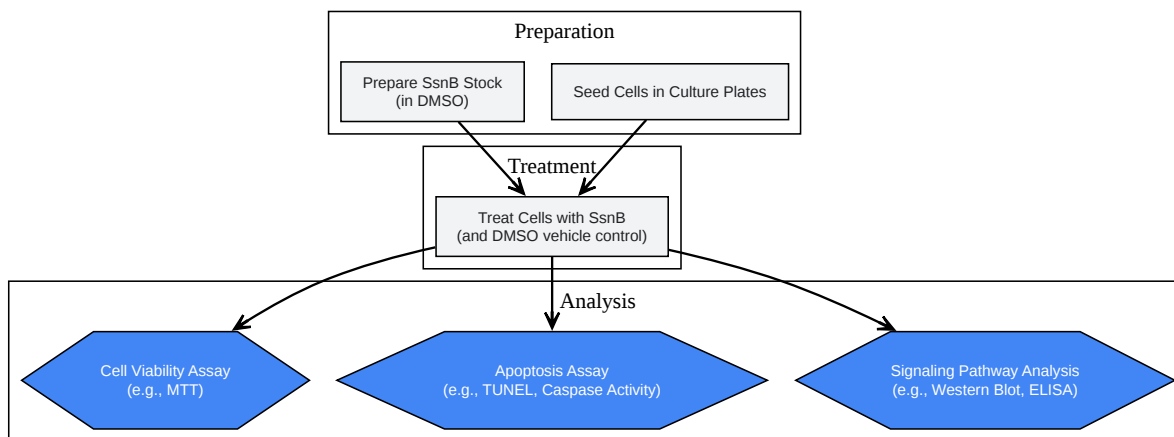 Preparation
Prepare SsnB Stock
(in DMSO)
Seed Cells in Culture Plates
Treatment
Treat Cells with SsnB
(and DMSO vehicle control)
Analysis
Cell Viability Assay
(e.g., MTT)
Apoptosis Assay
(e.g., TUNEL, Caspase Activity)
Signaling Pathway Analysis
(e.g., Western Blot, ELISA)